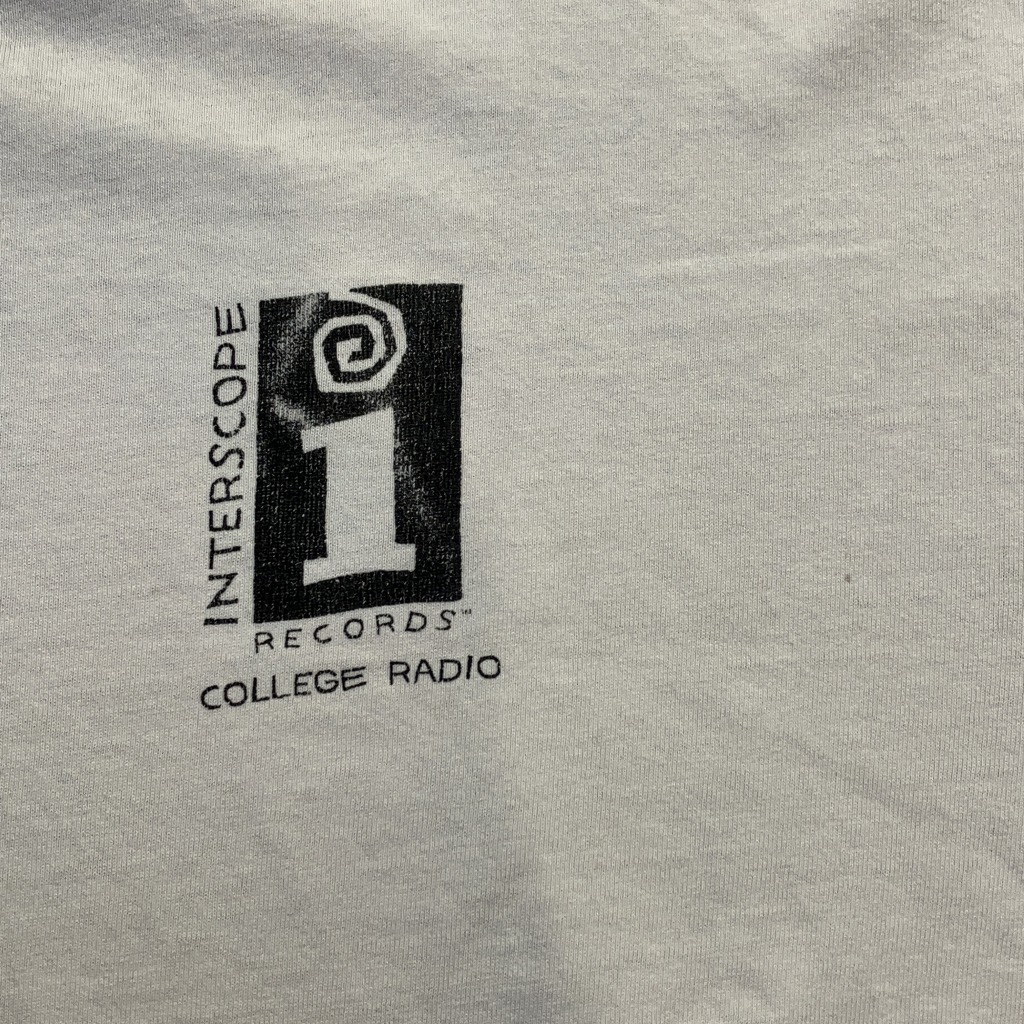 INTERSCOPE
i
RECORDS™
COLLEGE RADIO